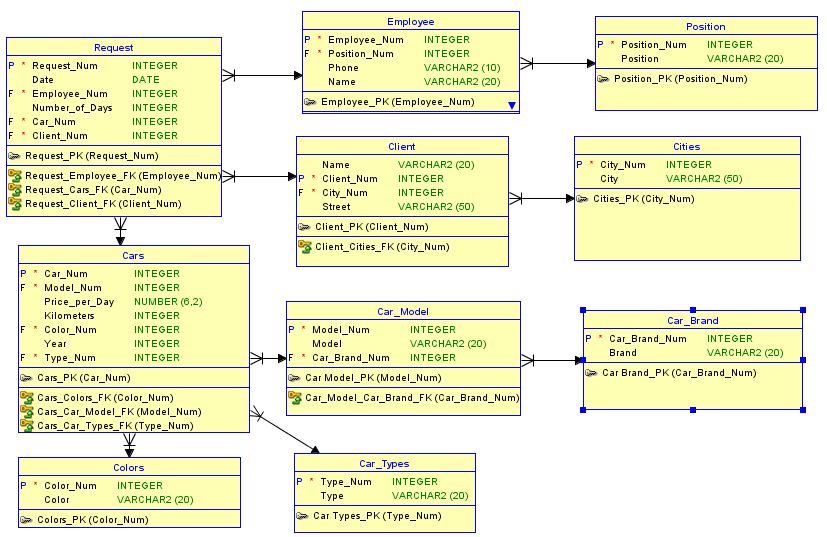 Request
P * Request_Num INTEGER
Date DATE
F * Employee_Num INTEGER
Number_of_Days INTEGER
F * Car_Num INTEGER
F * Client_Num INTEGER
Request_PK (Request_Num)
Request_Employee_FK (Employee_Num)
Request_Cars_FK (Car_Num)
Request_Client_FK (Client_Num)
Employee
P * Employee_Num INTEGER
F * Position_Num INTEGER
Phone VARCHAR2 (10)
Name VARCHAR2 (20)
Employee_PK (Employee_Num)
Position
P * Position_Num INTEGER
Position VARCHAR2 (20)
Position_PK (Position_Num)
Client
Name VARCHAR2 (20)
P * Client_Num INTEGER
F * City_Num INTEGER
Street VARCHAR2 (50)
Client_PK (Client_Num)
Client_Cities_FK (City_Num)
Cities
P * City_Num INTEGER
City VARCHAR2 (50)
Cities_PK (City_Num)
Cars
P * Car_Num INTEGER
F * Model_Num INTEGER
Price_per_Day NUMBER (6,2)
Kilometers INTEGER
F * Color_Num INTEGER
Year INTEGER
F * Type_Num INTEGER
Cars_PK (Car_Num)
Cars_Colors_FK (Color_Num)
Cars_Car_Model_FK (Model_Num)
Cars_Car_Types_FK (Type_Num)
Car_Model
P * Model_Num INTEGER
Model VARCHAR2 (20)
F * Car_Brand_Num INTEGER
Car Model_PK (Model_Num)
Car_Model_Car_Brand_FK (Car_Brand_Num)
Car_Brand
P * Car_Brand_Num INTEGER
Brand VARCHAR2 (20)
Car Brand_PK (Car_Brand_Num)
Colors
P * Color_Num INTEGER
Color VARCHAR2 (20)
Colors_PK (Color_Num)
Car_Types
P * Type_Num INTEGER
Type VARCHAR2 (20)
Car Types_PK (Type_Num)